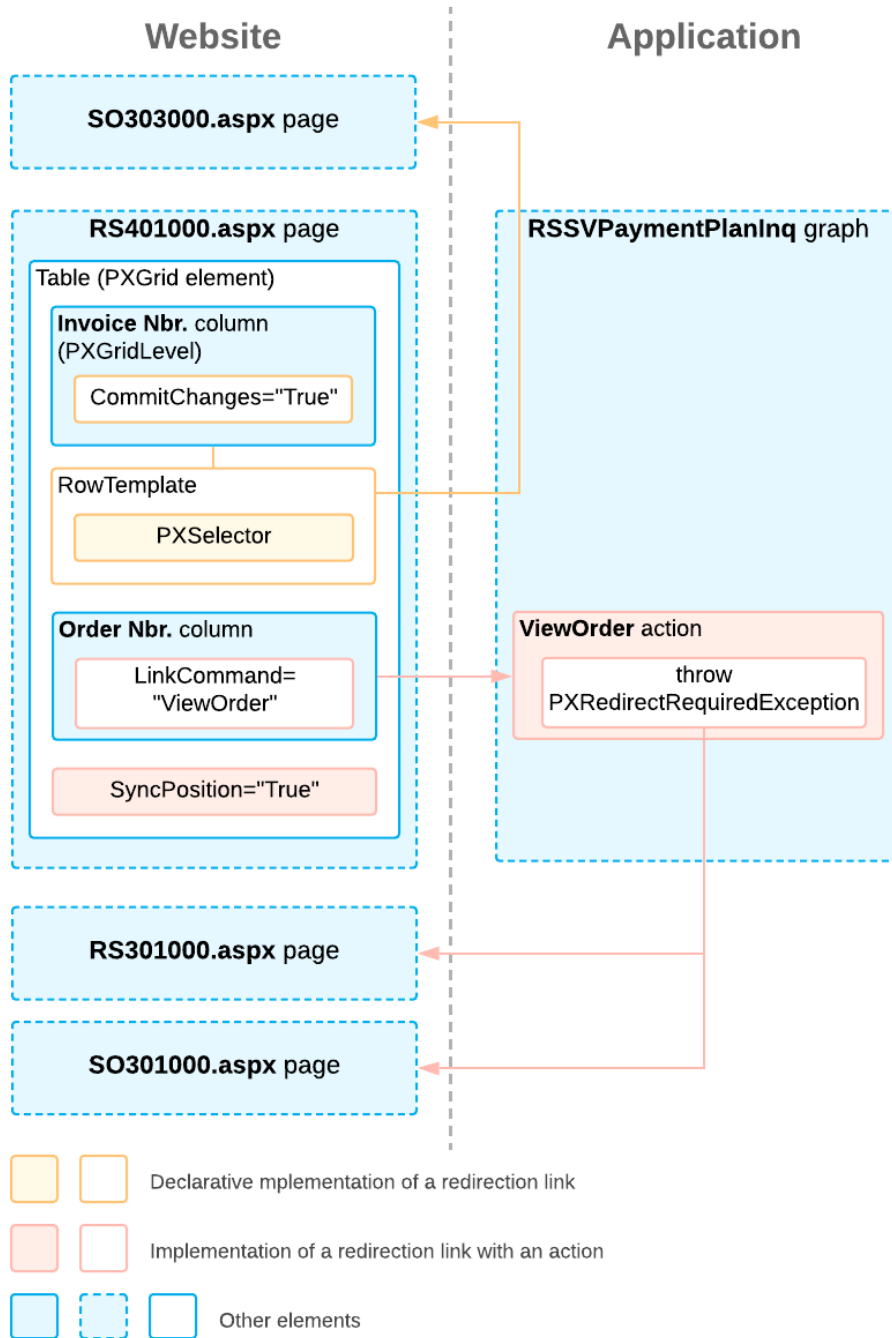 Website
Application
SO303000.aspx page
RS401000.aspx page
RSSVPaymentPlanInq graph
Table (PXGrid element)
Invoice Nbr. column
(PXGridLevel)
CommitChanges="True"
RowTemplate
PXSelector
Order Nbr. column
LinkCommand=
"ViewOrder"
ViewOrder action
throw
PXRedirectRequiredException
SyncPosition="True"
RS301000.aspx page
SO301000.aspx page
Declarative mplementation of a redirection link
Implementation of a redirection link with an action
Other elements